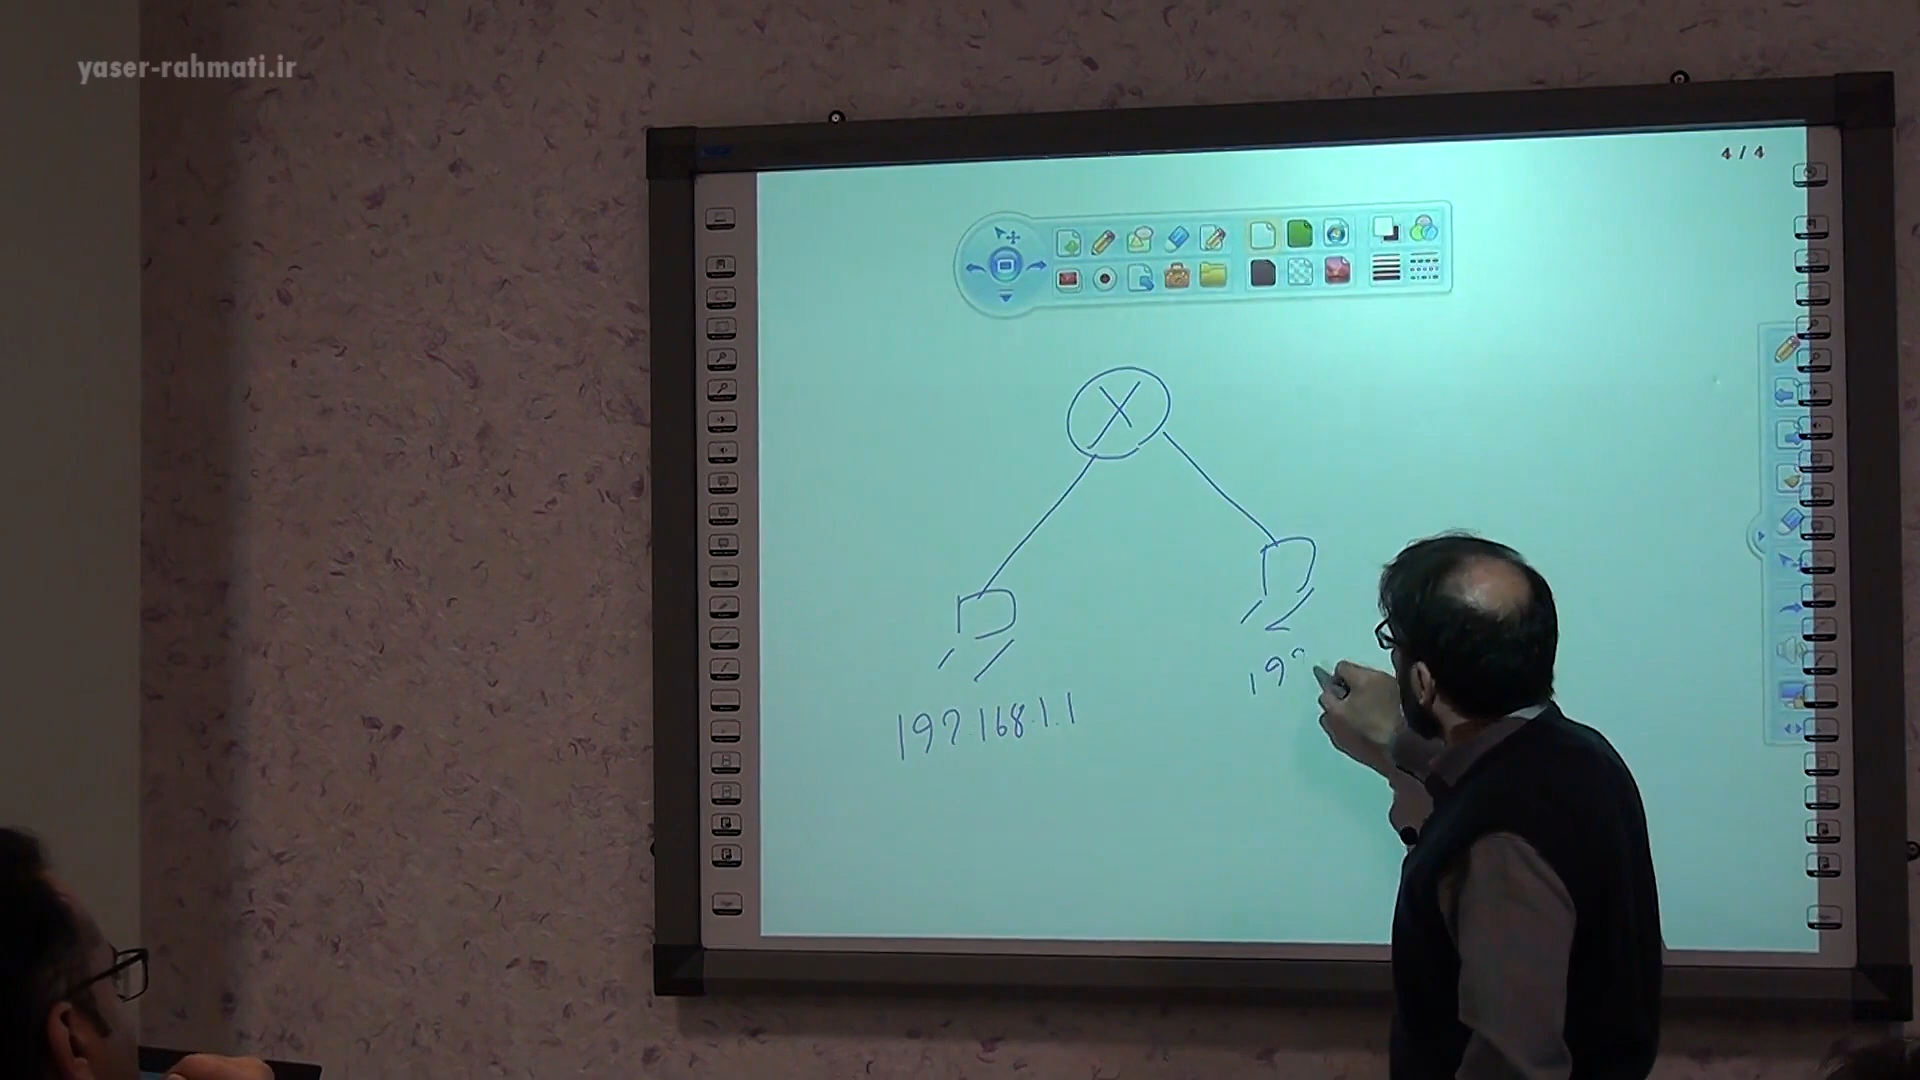 yaser-rahmati.ir
4 / 4
X
192.168.1.1
19